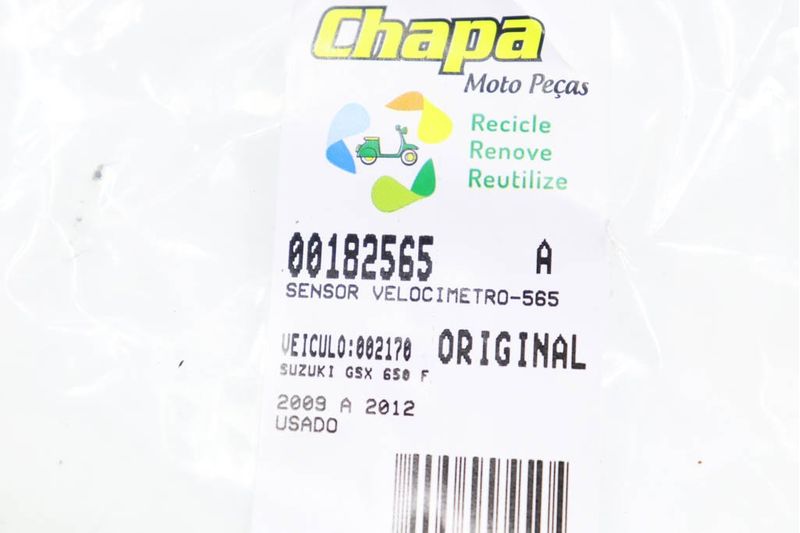 Chapa
Moto Peças
Recicle
Renove
Reutilize
00182565 A
SENSOR VELOCIMETRO-565
VEICULO:002170 ORIGINAL
SUZUKI GSX 650 F
2009 A 2012
USADO